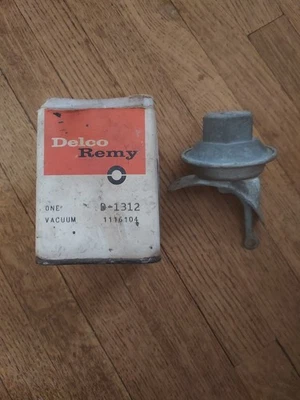 Delco
Remy
ONE D-1312
VACUUM 1116104